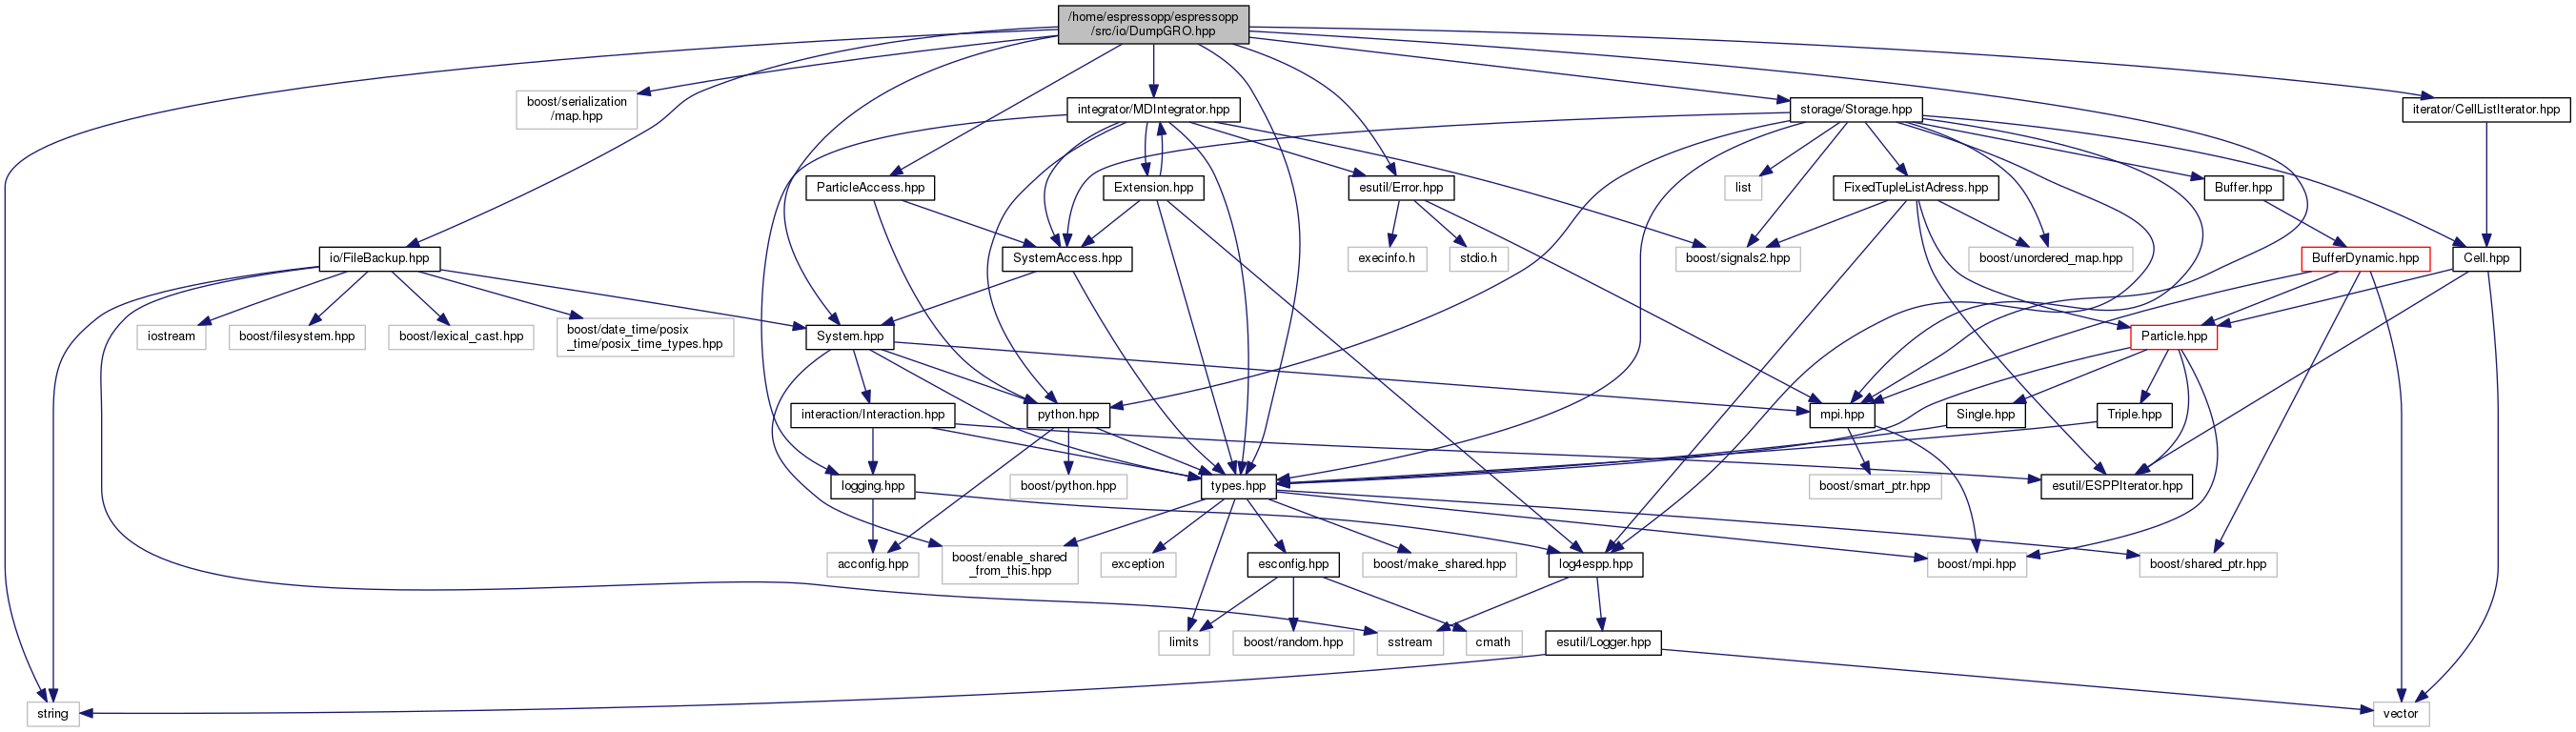 /home/espressopp/espressopp
/src/io/DumpGRO.hpp
boost/serialization
/map.hpp
integrator/MDIntegrator.hpp
storage/Storage.hpp
iterator/CellListIterator.hpp
ParticleAccess.hpp
Extension.hpp
esutil/Error.hpp
list
FixedTupleListAdress.hpp
Buffer.hpp
io/FileBackup.hpp
SystemAccess.hpp
execinfo.h
stdio.h
boost/signals2.hpp
boost/unordered_map.hpp
BufferDynamic.hpp
Cell.hpp
iostream
boost/filesystem.hpp
boost/lexical_cast.hpp
boost/date_time/posix
_time/posix_time_types.hpp
System.hpp
Particle.hpp
interaction/Interaction.hpp
python.hpp
mpi.hpp
Single.hpp
Triple.hpp
logging.hpp
boost/python.hpp
types.hpp
boost/smart_ptr.hpp
esutil/ESPPIterator.hpp
acconfig.hpp
boost/enable_shared
_from_this.hpp
exception
esconfig.hpp
boost/make_shared.hpp
log4espp.hpp
boost/mpi.hpp
boost/shared_ptr.hpp
limits
boost/random.hpp
sstream
cmath
esutil/Logger.hpp
string
vector